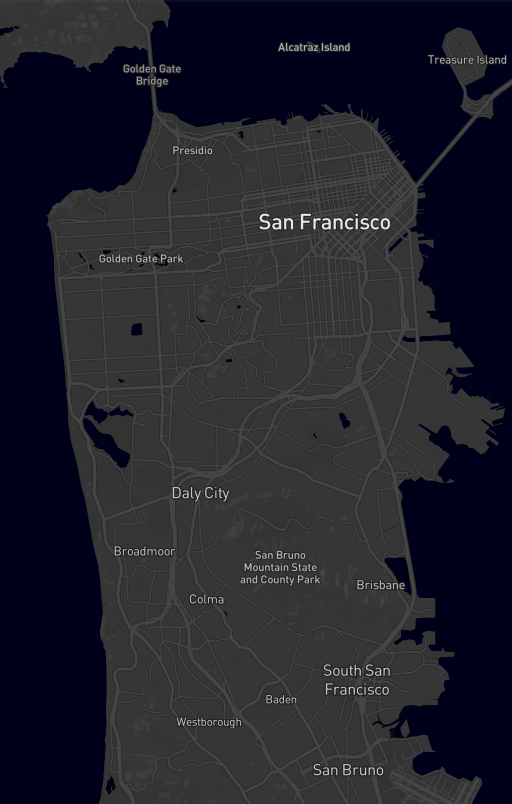 Alcatraz Island
Treasure Island
Golden Gate
Bridge
Presidio
San Francisco
Golden Gate Park
Daly City
Broadmoor
San Bruno
Mountain State
and County Park
Brisbane
Colma
South San
Francisco
Baden
Westborough
San Bruno